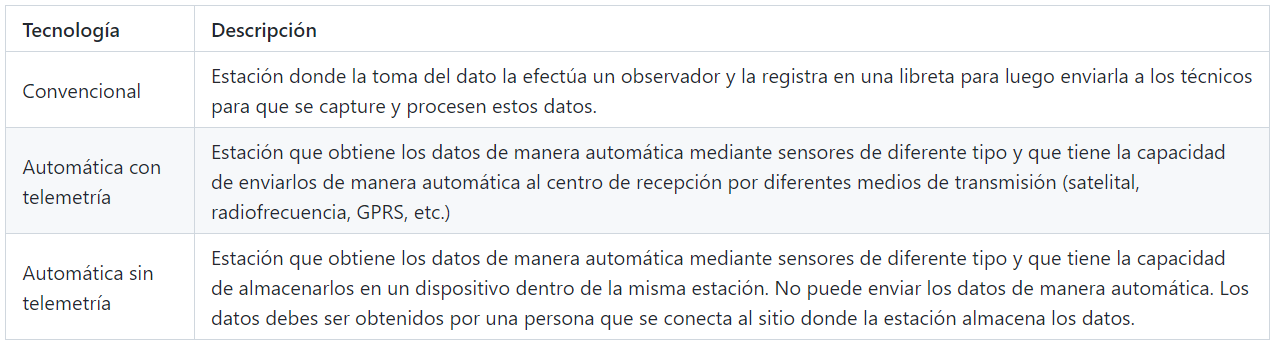 Tecnología
Descripción
Convencional
Estación donde la toma del dato la efectúa un observador y la registra en una libreta para luego enviarla a los técnicos
para que se capture y procesen estos datos.
Automática con
telemetría
Estación que obtiene los datos de manera automática mediante sensores de diferente tipo y que tiene la capacidad
de enviarlos de manera automática al centro de recepción por diferentes medios de transmisión (satelital,
radiofrecuencia, GPRS, etc.)
Automática sin
telemetría
Estación que obtiene los datos de manera automática mediante sensores de diferente tipo y que tiene la capacidad
de almacenarlos en un dispositivo dentro de la misma estación. No puede enviar los datos de manera automática. Los
datos debes ser obtenidos por una persona que se conecta al sitio donde la estación almacena los datos.